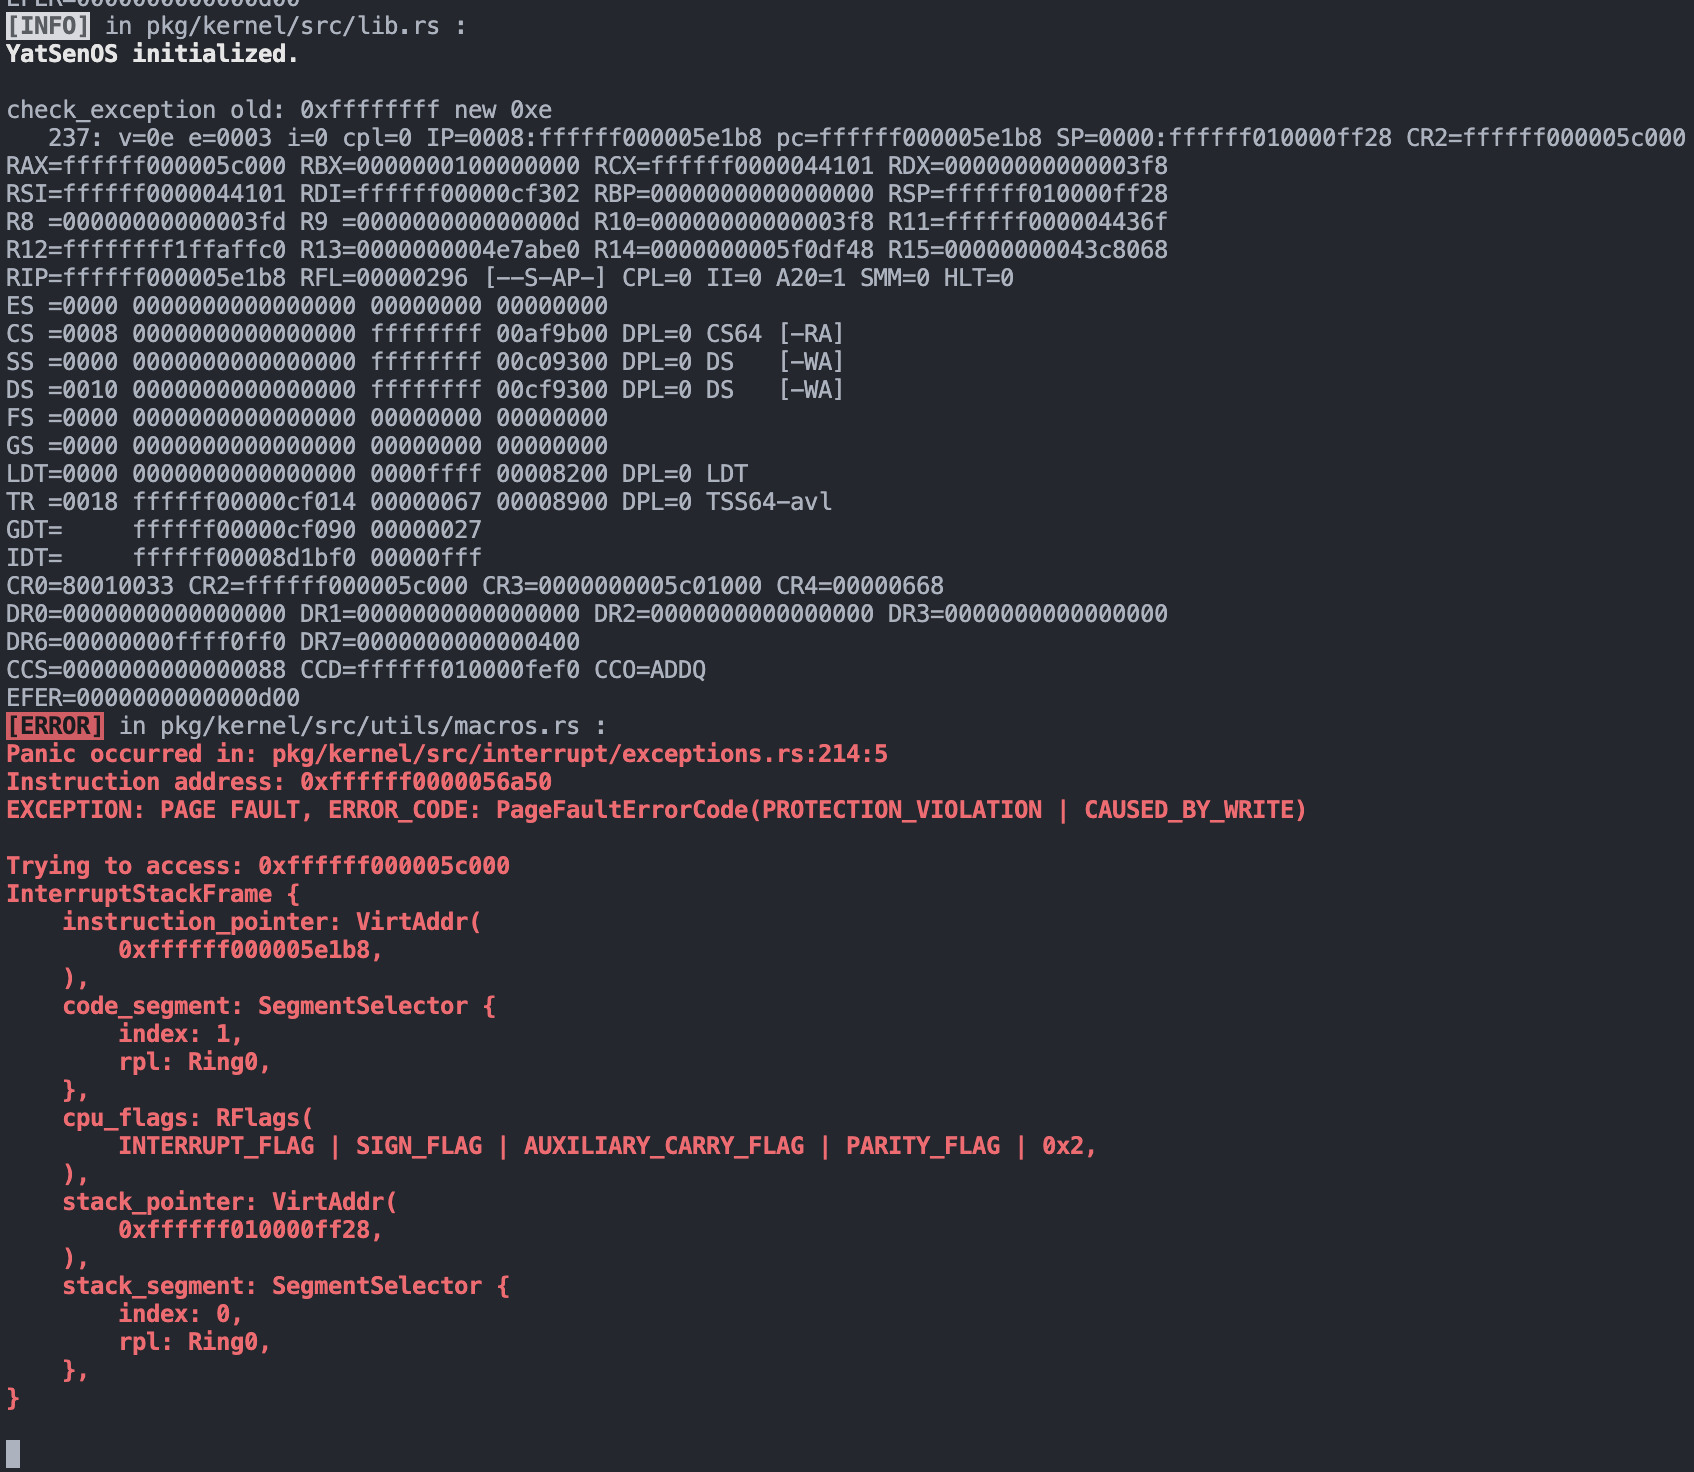 EFER=0000000000000d00
[INFO] in pkg/kernel/src/lib.rs :
YatSenOS initialized.
check_exception old: 0xffffffff new 0xe
   237: v=0e e=0003 i=0 cpl=0 IP=0008:ffffff000005e1b8 pc=ffffff000005e1b8 SP=0000:ffffff010000ff28 CR2=ffffff000005c000
RAX=ffffff000005c000 RBX=0000000100000000 RCX=ffffff0000044101 RDX=00000000000003f8
RSI=ffffff0000044101 RDI=ffffff00000cf302 RBP=0000000000000000 RSP=ffffff010000ff28
R8 =00000000000003fd R9 =000000000000000d R10=00000000000003f8 R11=ffffff000004436f
R12=ffffffff1ffaffc0 R13=0000000004e7abe0 R14=0000000005f0df48 R15=00000000043c8068
RIP=ffffff000005e1b8 RFL=00000296 [--S-AP-] CPL=0 II=0 A20=1 SMM=0 HLT=0
ES =0000 0000000000000000 00000000 00000000
CS =0008 0000000000000000 ffffffff 00af9b00 DPL=0 CS64 [-RA]
SS =0000 0000000000000000 ffffffff 00c09300 DPL=0 DS   [-WA]
DS =0010 0000000000000000 ffffffff 00cf9300 DPL=0 DS   [-WA]
FS =0000 0000000000000000 00000000 00000000
GS =0000 0000000000000000 00000000 00000000
LDT=0000 0000000000000000 0000ffff 00008200 DPL=0 LDT
TR =0018 ffffff00000cf014 00000067 00008900 DPL=0 TSS64-avl
GDT=     ffffff00000cf090 00000027
IDT=     ffffff00008d1bf0 00000fff
CR0=80010033 CR2=ffffff000005c000 CR3=0000000005c01000 CR4=00000668
DR0=0000000000000000 DR1=0000000000000000 DR2=0000000000000000 DR3=0000000000000000
DR6=00000000ffff0ff0 DR7=0000000000000400
CCS=0000000000000088 CCD=ffffff010000fef0 CCO=ADDQ
EFER=0000000000000d00
[ERROR] in pkg/kernel/src/utils/macros.rs :
Panic occurred in: pkg/kernel/src/interrupt/exceptions.rs:214:5
Instruction address: 0xffffff0000056a50
EXCEPTION: PAGE FAULT, ERROR_CODE: PageFaultErrorCode(PROTECTION_VIOLATION | CAUSED_BY_WRITE)
Trying to access: 0xffffff000005c000
InterruptStackFrame {
    instruction_pointer: VirtAddr(
        0xffffff000005e1b8,
    ),
    code_segment: SegmentSelector {
        index: 1,
        rpl: Ring0,
    },
    cpu_flags: RFlags(
        INTERRUPT_FLAG | SIGN_FLAG | AUXILIARY_CARRY_FLAG | PARITY_FLAG | 0x2,
    ),
    stack_pointer: VirtAddr(
        0xffffff010000ff28,
    ),
    stack_segment: SegmentSelector {
        index: 0,
        rpl: Ring0,
    },
}